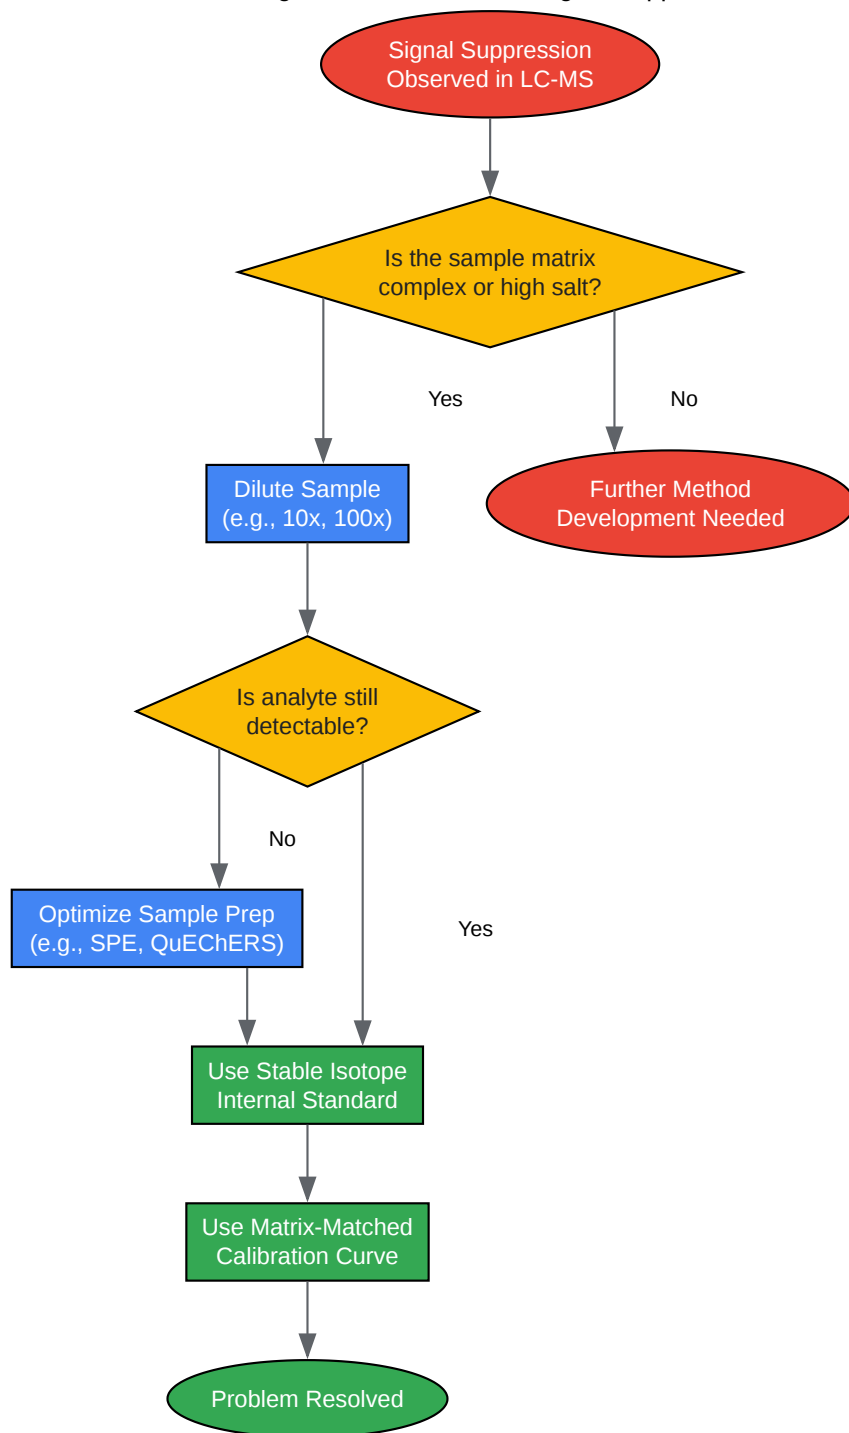 Signal Suppression
Observed in LC-MS
Is the sample matrix
complex or high salt?
Yes
No
Dilute Sample
(e.g., 10x, 100x)
Further Method
Development Needed
Is analyte still
detectable?
No
Optimize Sample Prep
(e.g., SPE, QuEChERS)
Yes
Use Stable Isotope
Internal Standard
Use Matrix-Matched
Calibration Curve
Problem Resolved